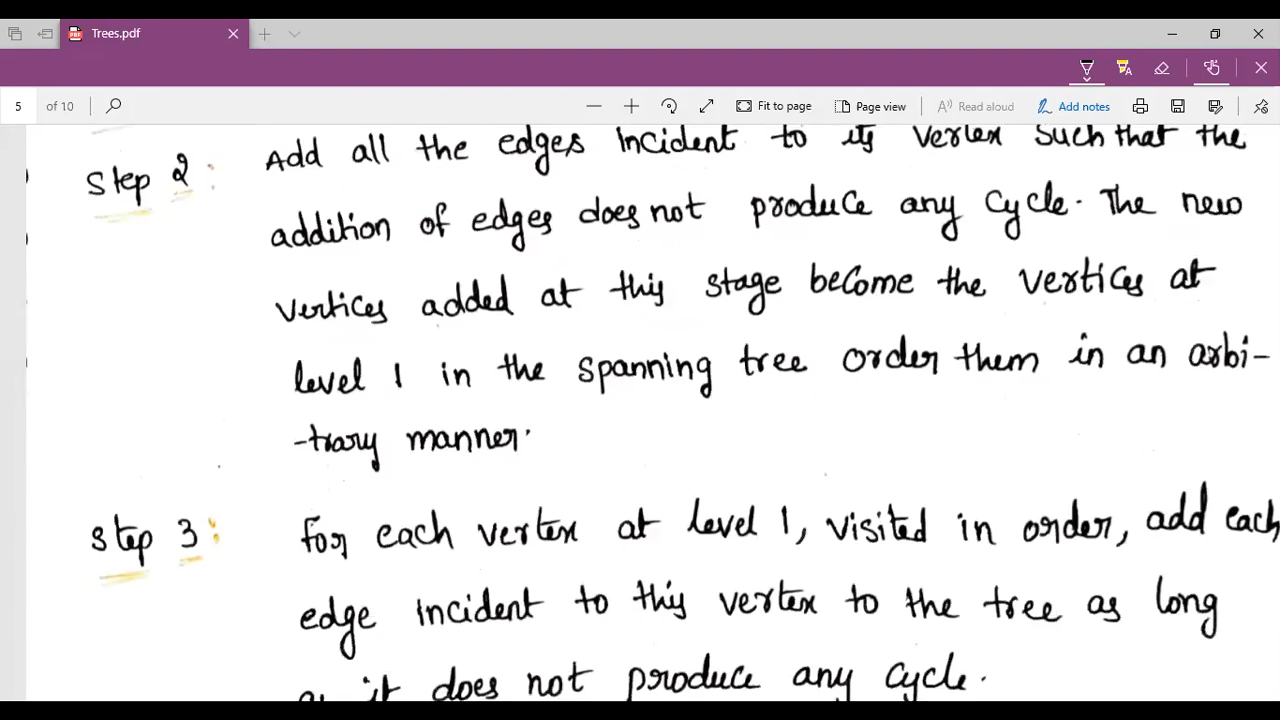 Trees.pdf
5 of 10
Fit to page
Page view
Read aloud
Add notes
Step 2: Add all the edges incident to its vertex such that the
addition of edges does not produce any cycle. The new
vertices added at this stage become the vertices at
level 1 in the spanning tree order them in an arbi-
-trary manner.
Step 3: For each vertex at level 1, visited in order, add each
edge incident to this vertex to the tree as long
as it does not produce any cycle.